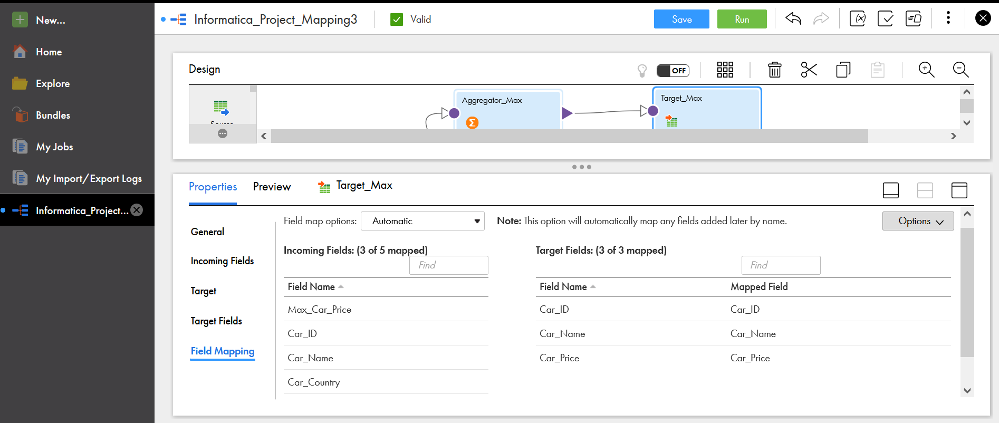 New...
Home
Explore
Bundles
My Jobs
My Import/Export Logs
Informatica_Project...
Informatica_Project_Mapping3
Valid
Save
Run
Design
OFF
Source
Aggregator_Max
Target_Max
Properties
Preview
Target_Max
General
Incoming Fields
Target
Target Fields
Field Mapping
Field map options:
Automatic
Note: This option will automatically map any fields added later by name.
Options
Incoming Fields: (3 of 5 mapped)
Find
Field Name
Max_Car_Price
Car_ID
Car_Name
Car_Country
Target Fields: (3 of 3 mapped)
Find
Field Name Mapped Field
Car_ID Car_ID
Car_Name Car_Name
Car_Price Car_Price